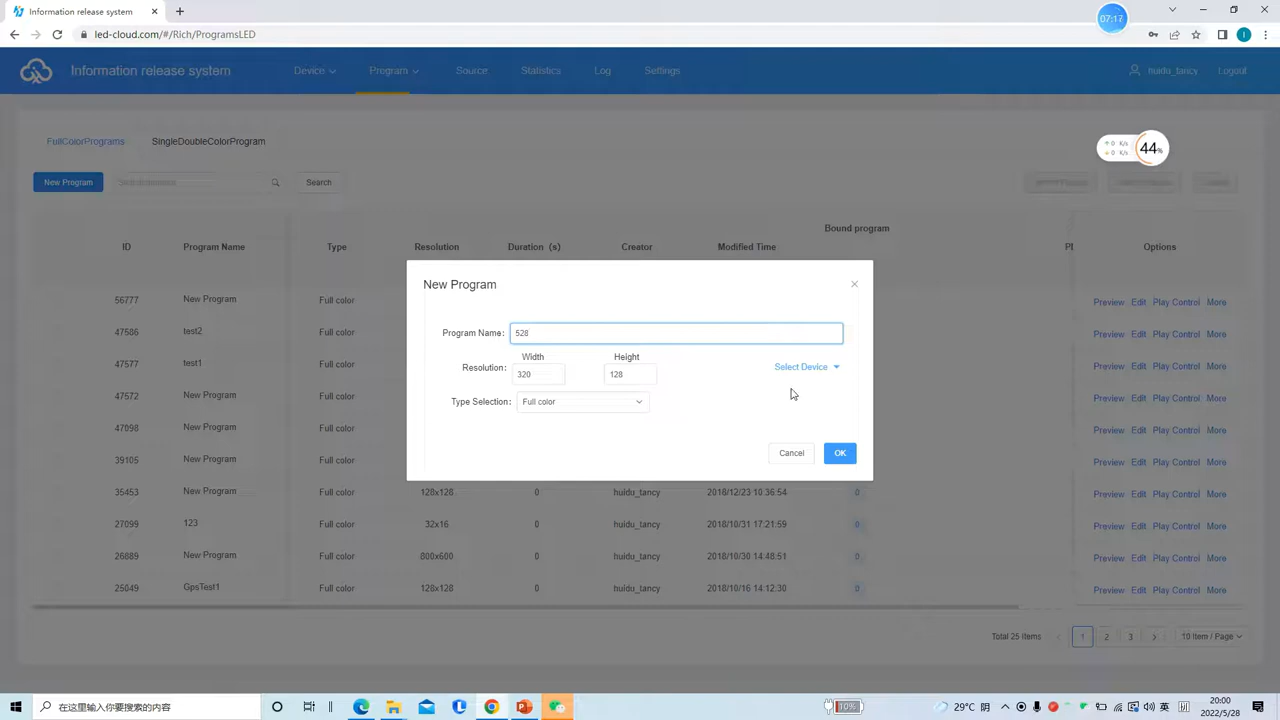 Information release system
07:17
led-cloud.com/#/Rich/ProgramsLED
Information release system
Device
Program
Source
Statistics
Log
Settings
huidu_tancy
Logout
FullColorPrograms
SingleDoubleColorProgram
0 K/s
0 K/s
44%
New Program
Search
ID
Program Name
Type
Resolution
Duration (s)
Creator
Modified Time
Bound program
Pl
Options
56777 New Program Full color Preview Edit Play Control More
47586 test2 Full color Preview Edit Play Control More
47577 test1 Full color Preview Edit Play Control More
47572 New Program Full color Preview Edit Play Control More
47098 New Program Full color Preview Edit Play Control More
39105 New Program Full color Preview Edit Play Control More
35453 New Program Full color 128x128 0 huidu_tancy 2018/12/23 10:36:54 0 Preview Edit Play Control More
27099 123 Full color 32x16 0 huidu_tancy 2018/10/31 17:21:59 0 Preview Edit Play Control More
26889 New Program Full color 800x600 0 huidu_tancy 2018/10/30 14:48:51 0 Preview Edit Play Control More
25049 GpsTest1 Full color 128x128 0 huidu_tancy 2018/10/16 14:12:30 0 Preview Edit Play Control More
New Program
Program Name: 528
Width
Height
Resolution: 320 128
Select Device
Type Selection: Full color
Cancel
OK
Total 25 Items
1 2 3
10 Item / Page
在这里输入你要搜索的内容
10%
29°C 阴
英
20:00
2022/5/28